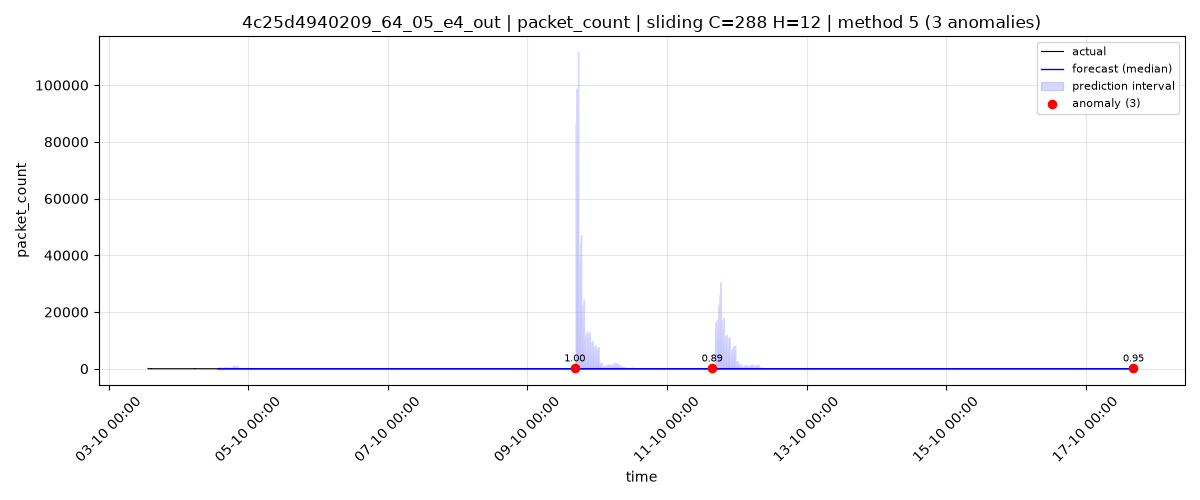 4c25d4940209_64_05_e4_out | packet_count | sliding C=288 H=12 | method 5 (3 anomalies)
actual
forecast (median)
prediction interval
anomaly (3)
packet_count
100000
80000
60000
40000
20000
0
1.00
0.89
0.95
03-10 00:00
05-10 00:00
07-10 00:00
09-10 00:00
11-10 00:00
13-10 00:00
15-10 00:00
17-10 00:00
time